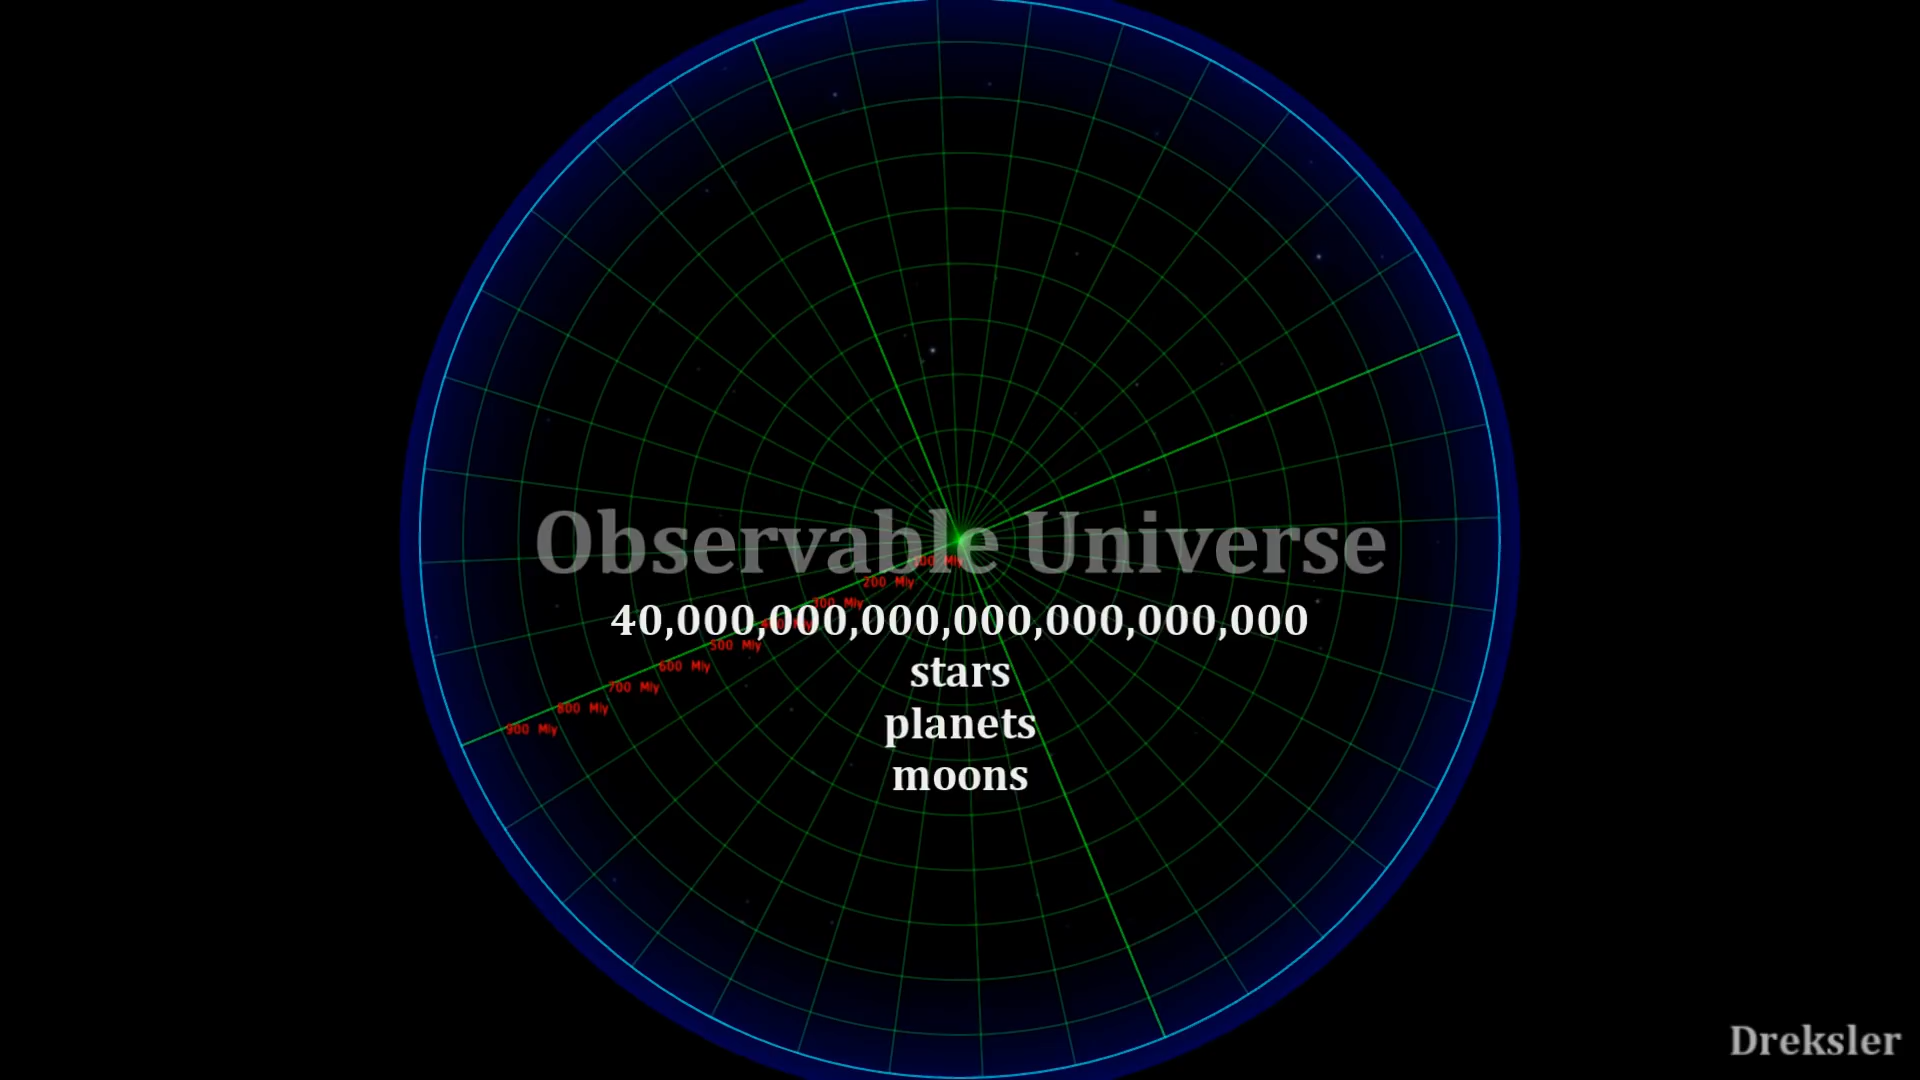 Observable Universe
200 Mly
300 Mly
40,000,000,000,000,000,000,000
500 Mly
600 Mly
stars
700 Mly
800 Mly
planets
900 Mly
moons
Dreksler